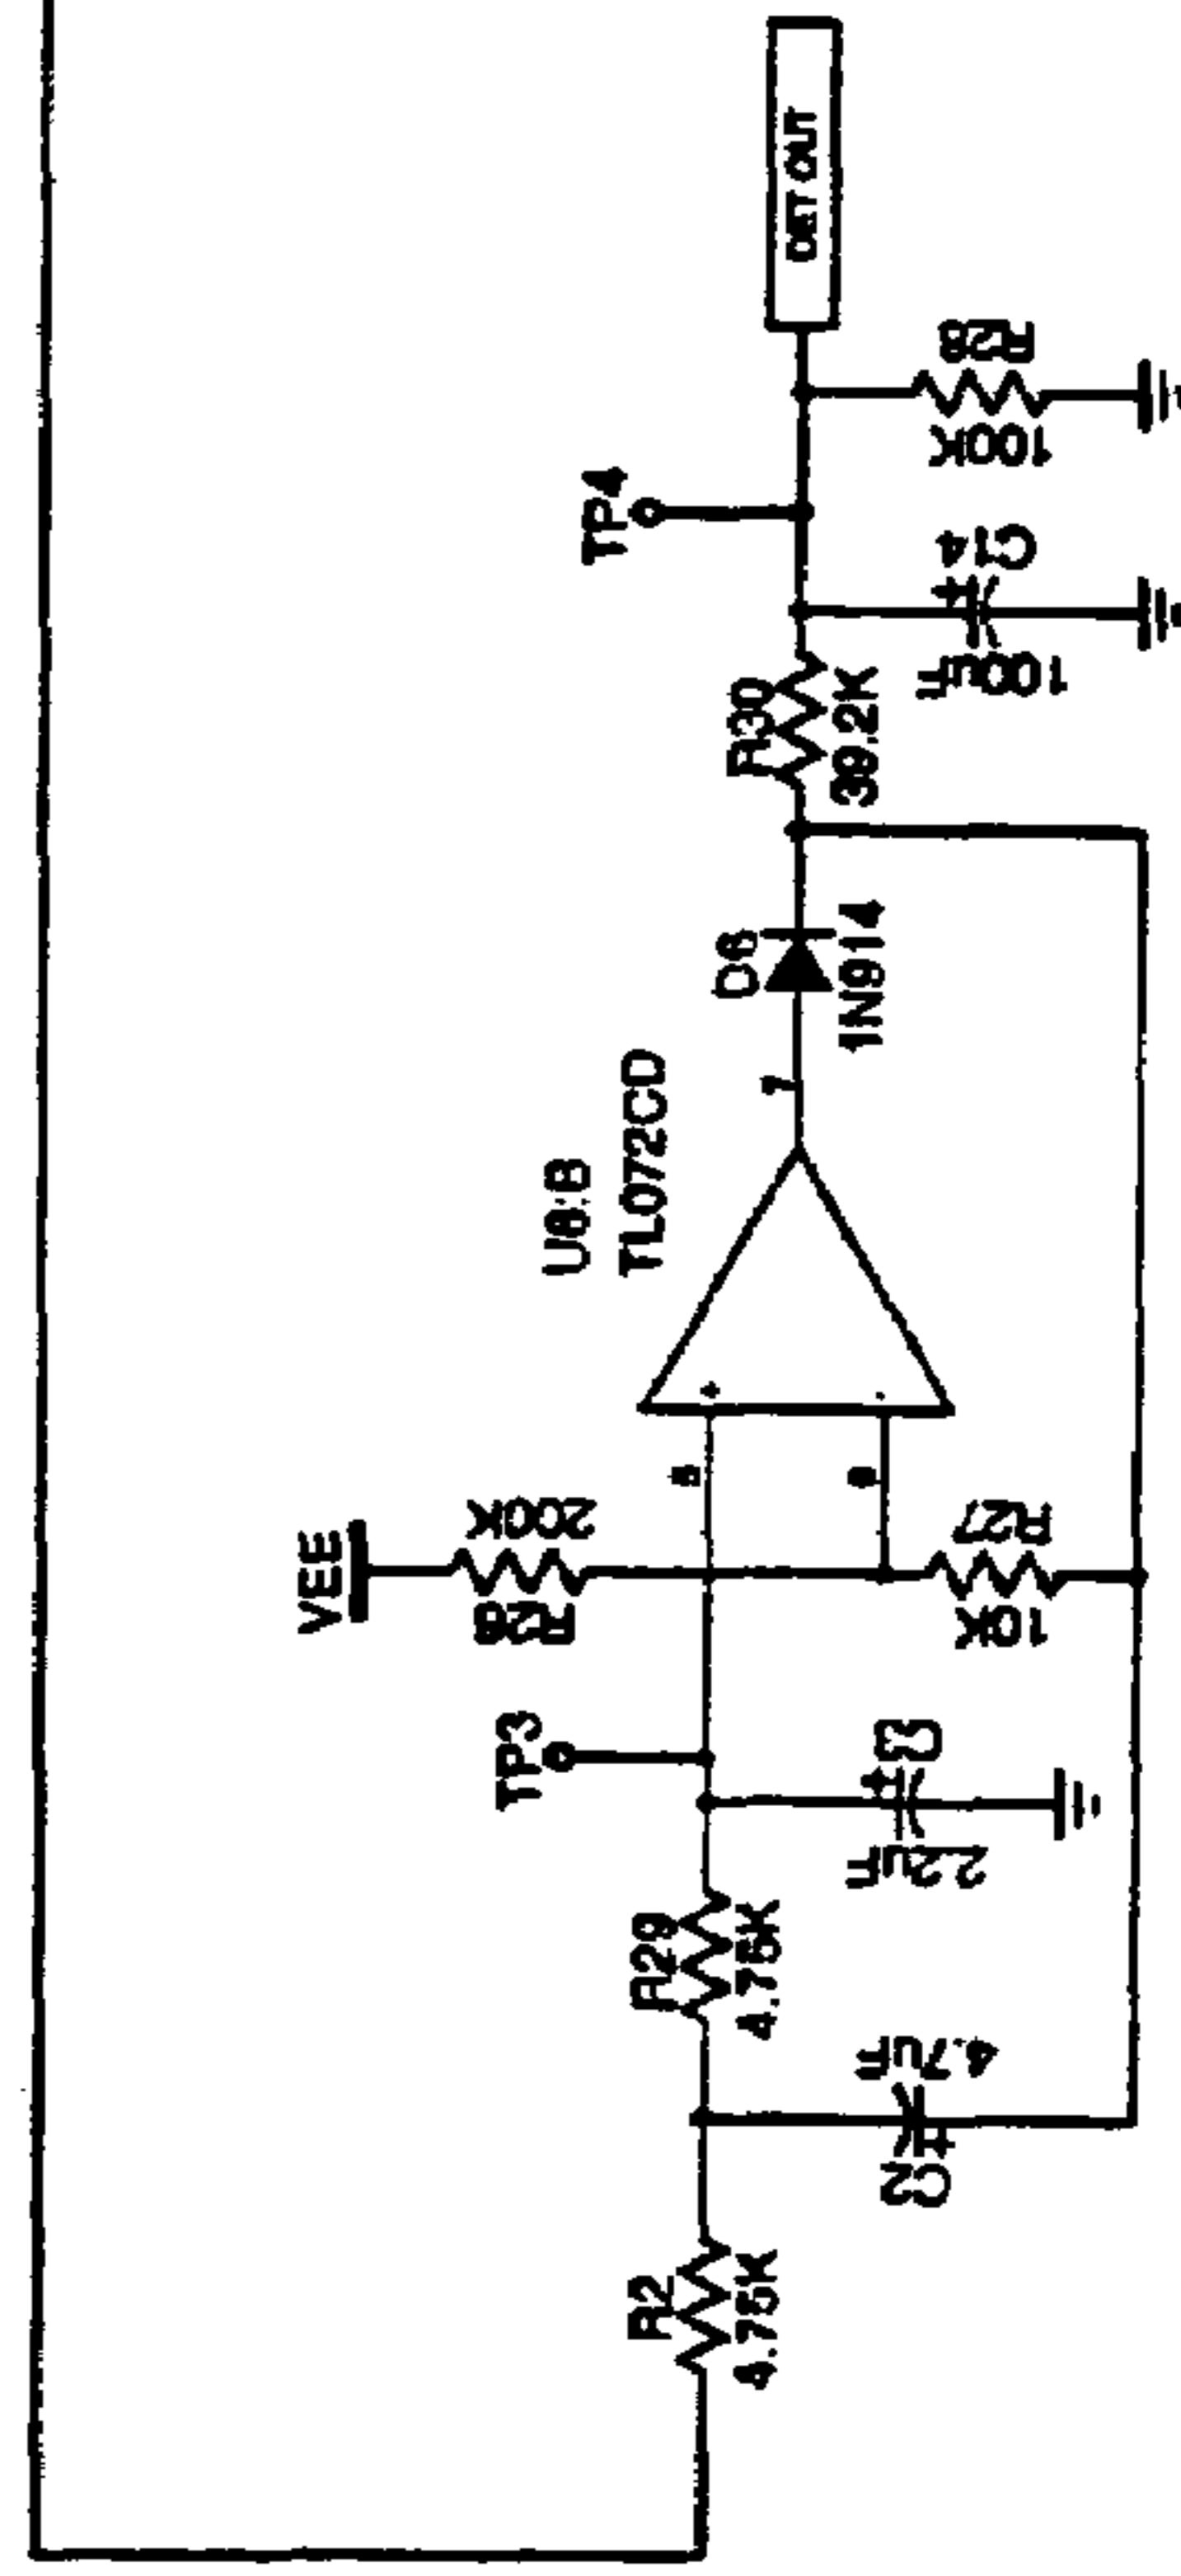 R2
4.75K
C2
4.7uF
R29
4.75K
C3
2.2uF
TP3
VEE
R26
200K
R27
10K
5
6
+
-
U8:B
TL072CD
7
D6
1N914
R30
39.2K
C14
100uF
TP4
R28
100K
DET OUT